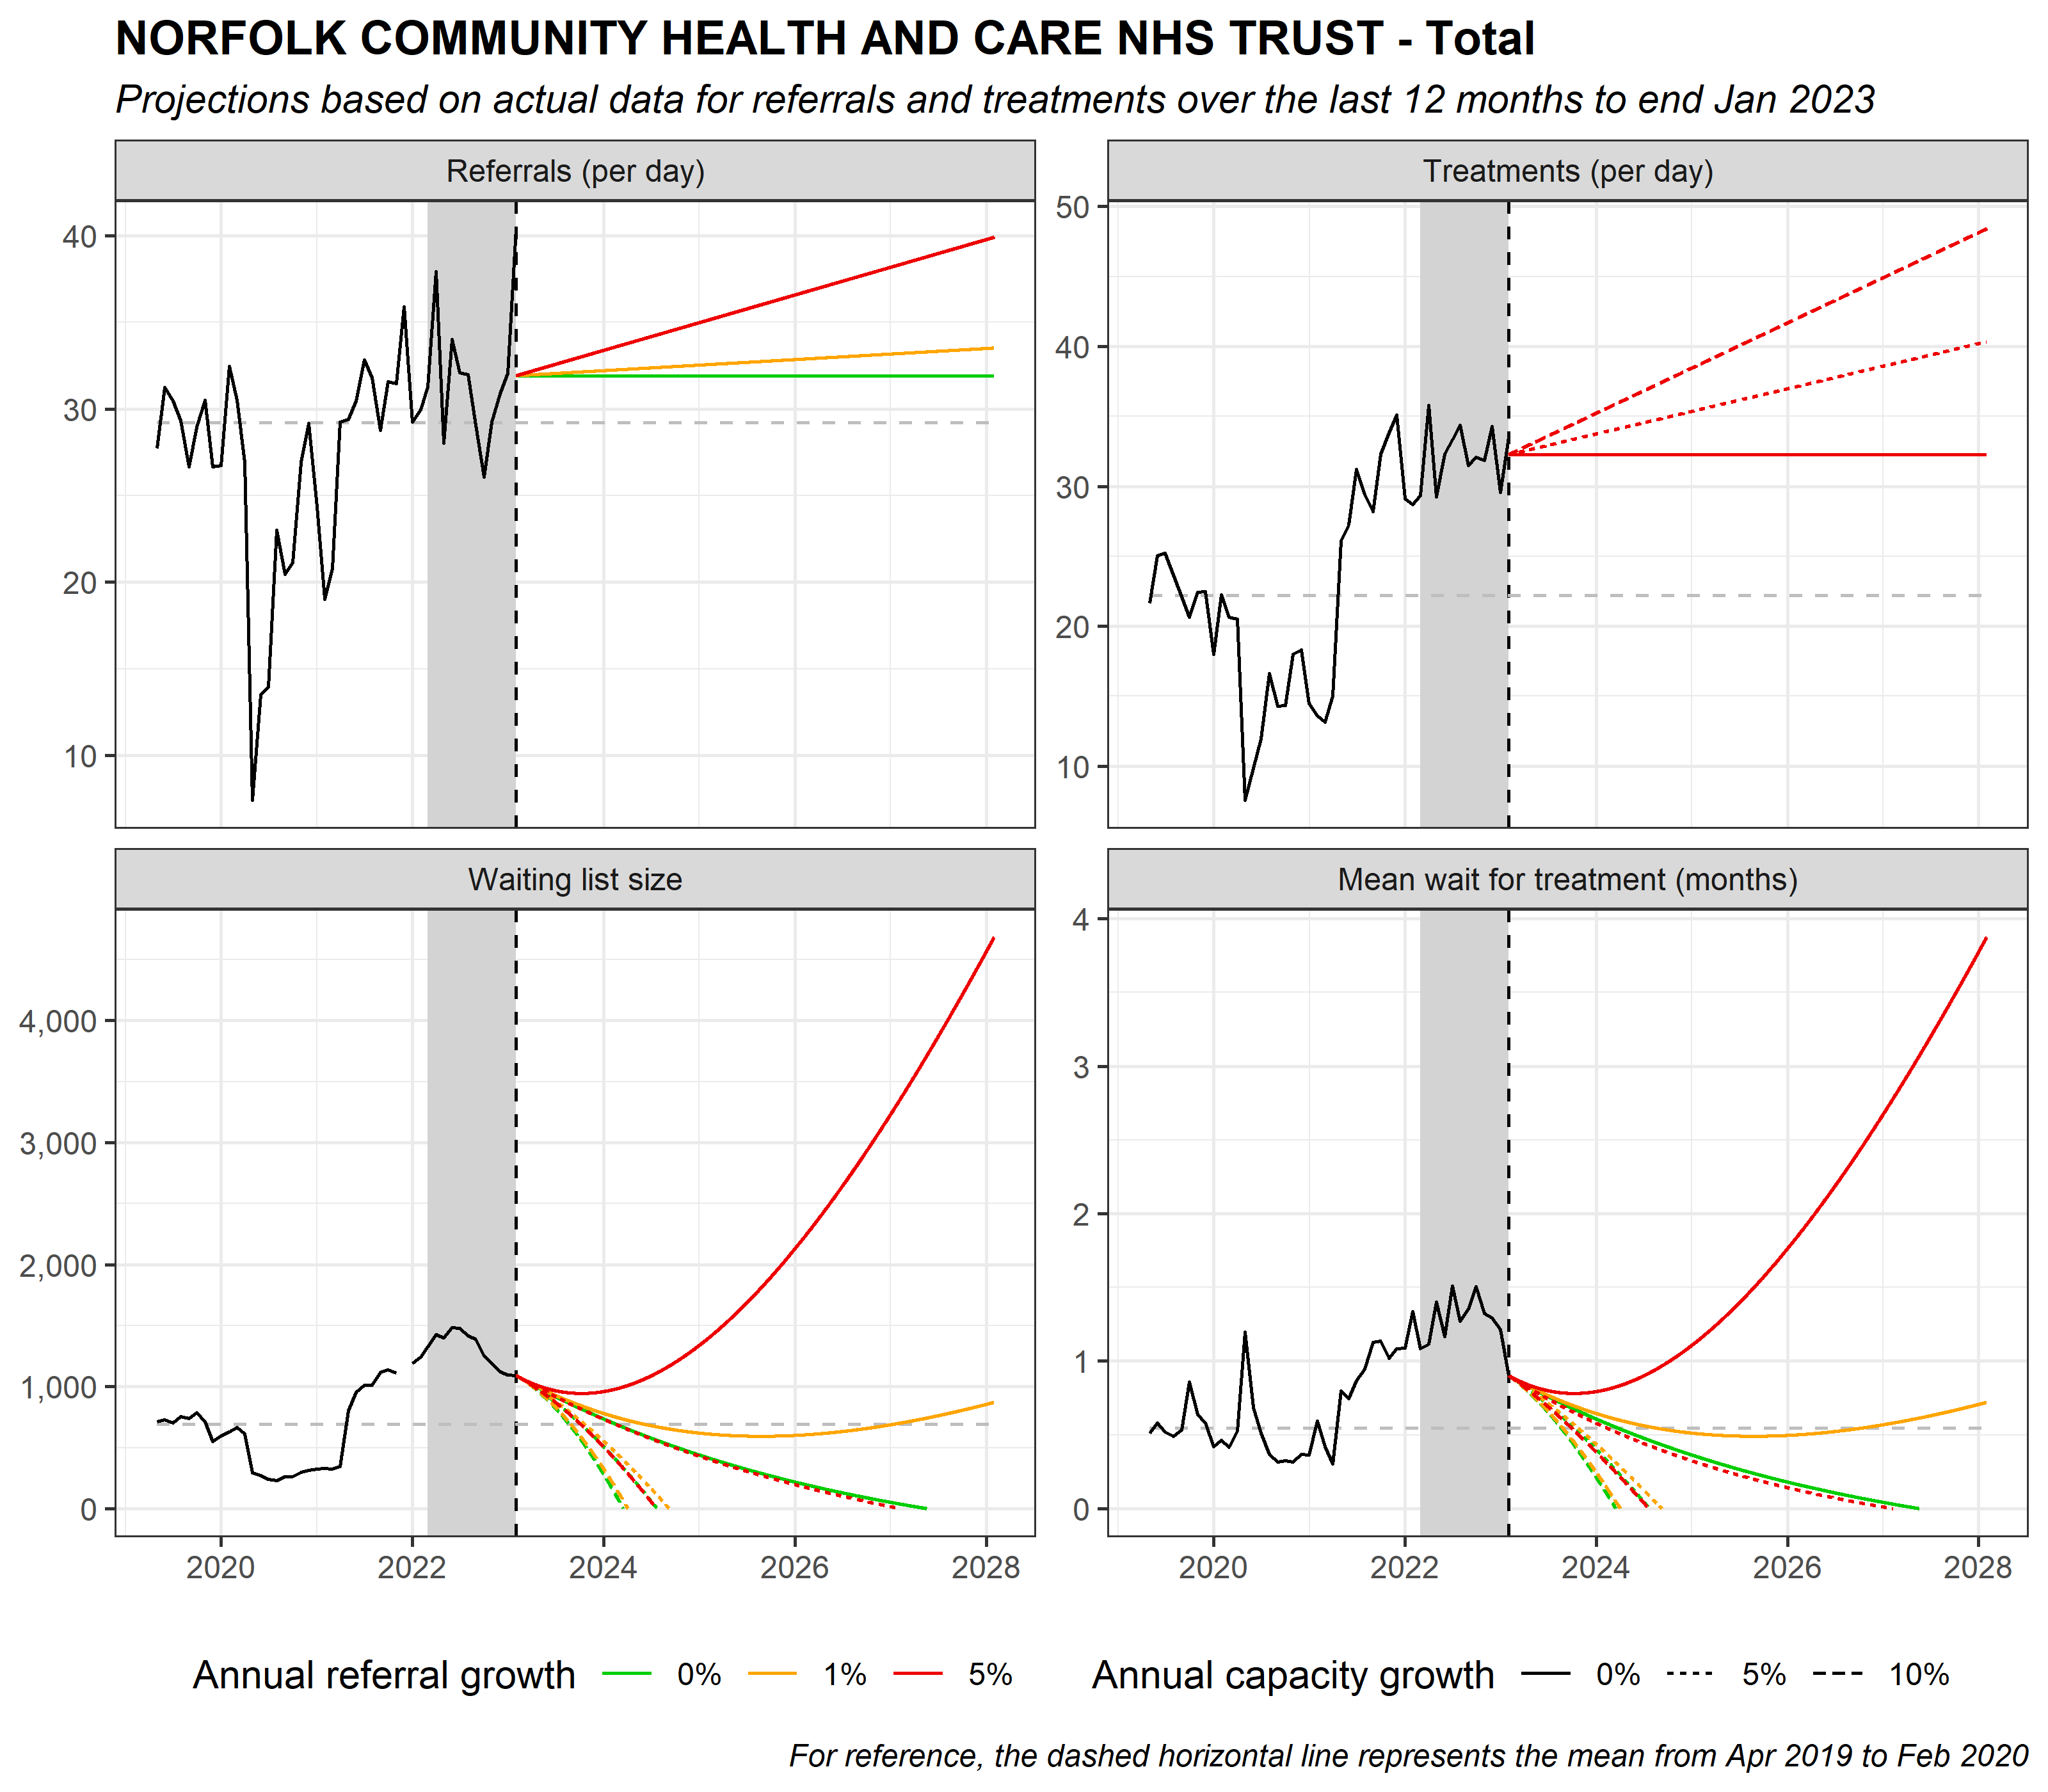 NORFOLK COMMUNITY HEALTH AND CARE NHS TRUST - Total
Projections based on actual data for referrals and treatments over the last 12 months to end Jan 2023
Referrals (per day)
40
30
20
10
Treatments (per day)
50
40
30
20
10
Waiting list size
4,000
3,000
2,000
1,000
0
2020 2022 2024 2026 2028
Mean wait for treatment (months)
4
3
2
1
0
2020 2022 2024 2026 2028
Annual referral growth 0% 1% 5%
Annual capacity growth 0% 5% 10%
For reference, the dashed horizontal line represents the mean from Apr 2019 to Feb 2020